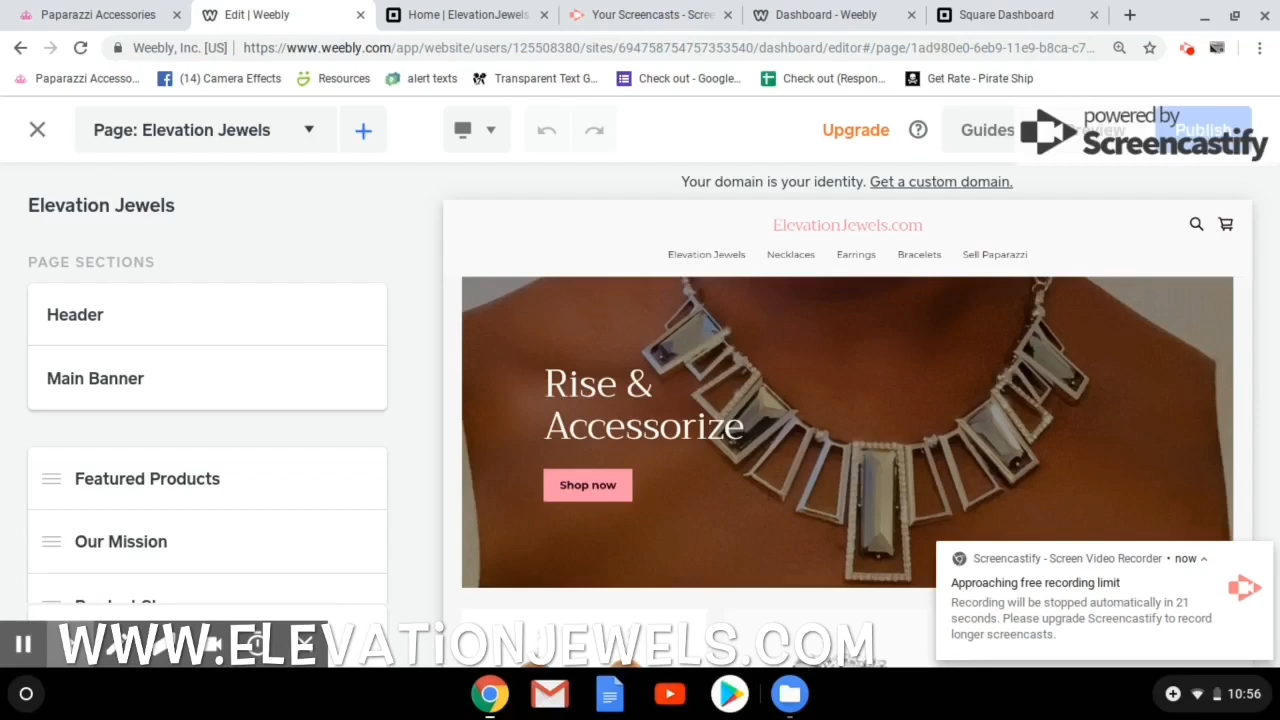 Paparazzi Accessories
Edit | Weebly
Home | ElevationJewels
Your Screencasts - Scree
Dashboard - Weebly
Square Dashboard
Weebly, Inc. [US]
https://www.weebly.com/app/website/users/125508380/sites/694758754757353540/dashboard/editor#/page/1ad980e0-6eb9-11e9-b8ca-c7...
Paparazzi Accesso...
(14) Camera Effects
Resources
alert texts
Transparent Text G...
Check out - Google...
Check out (Respon...
Get Rate - Pirate Ship
Page: Elevation Jewels
Upgrade
Guides
Preview
Publish
powered by
Screencastify
Your domain is your identity. Get a custom domain.
Elevation Jewels
PAGE SECTIONS
Header
Main Banner
Featured Products
Our Mission
ElevationJewels.com
Elevation Jewels
Necklaces
Earrings
Bracelets
Sell Paparazzi
Rise &
Accessorize
Shop now
Screencastify - Screen Video Recorder • now
Approaching free recording limit
Recording will be stopped automatically in 21
seconds. Please upgrade Screencastify to record
longer screencasts.
WWW.ELEVATiONJEWELS.COM
10:56